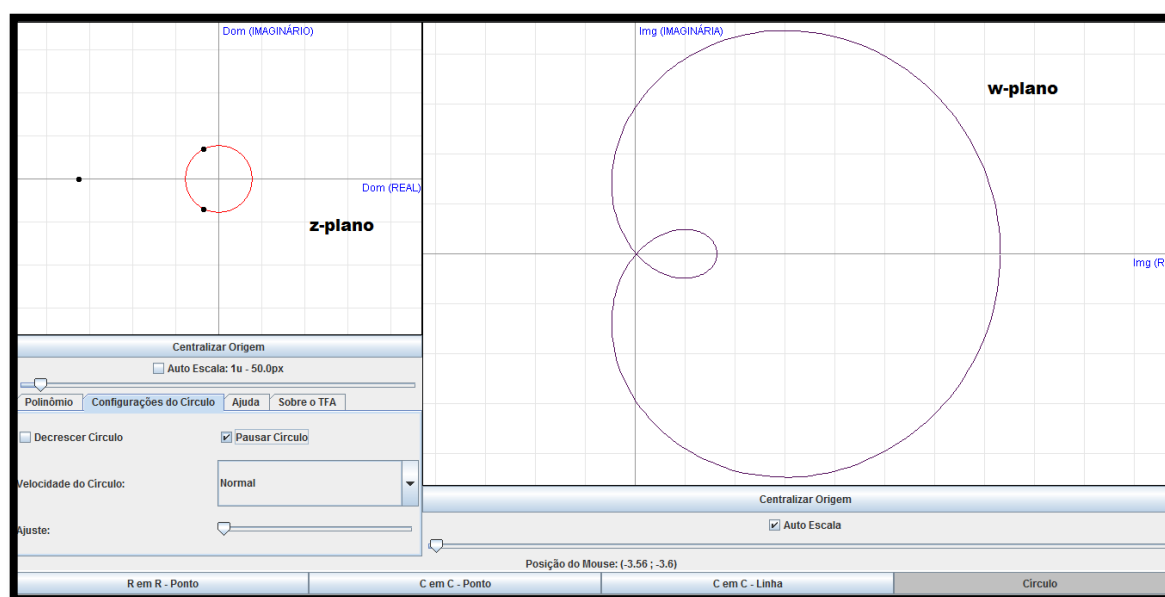 Dom (IMAGINÁRIO)
Dom (REAL)
z-plano
Img (IMAGINÁRIA)
w-plano
Img (R
Centralizar Origem
Auto Escala: 1u - 50.0px
Polinômio Configurações do Círculo Ajuda Sobre o TFA
Decrescer Círculo Pausar Círculo
Velocidade do Círculo: Normal
Ajuste:
Centralizar Origem
Auto Escala
Posição do Mouse: (-3.56 ; -3.6)
R em R - Ponto C em C - Ponto C em C - Linha Círculo